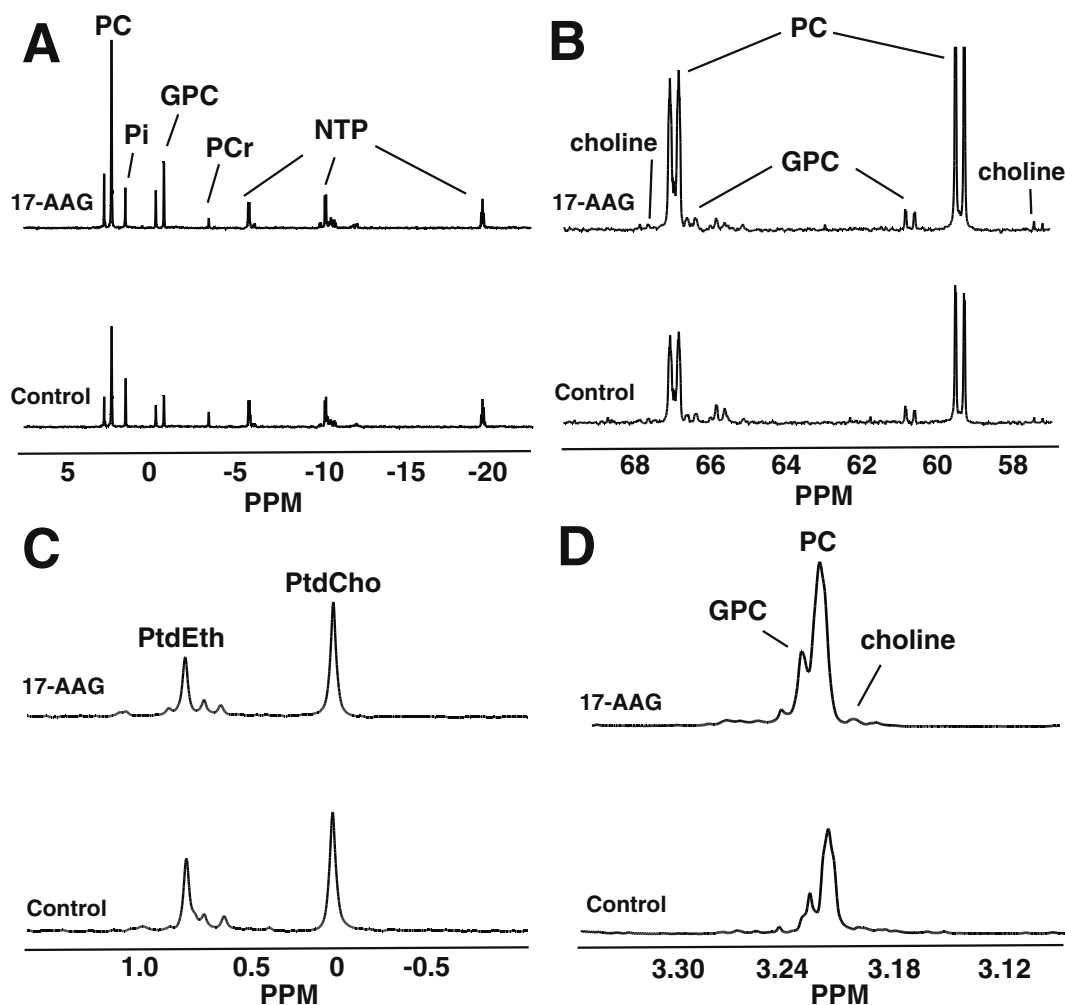 A
PC
Pi
GPC
PCr
NTP
17-AAG
Control
5 0 -5 -10 -15 -20
PPM
B
PC
choline
GPC
choline
17-AAG
Control
68 66 64 62 60 58
PPM
C
PtdCho
PtdEth
17-AAG
Control
1.0 0.5 0 -0.5
PPM
D
PC
GPC
choline
17-AAG
Control
3.30 3.24 3.18 3.12
PPM